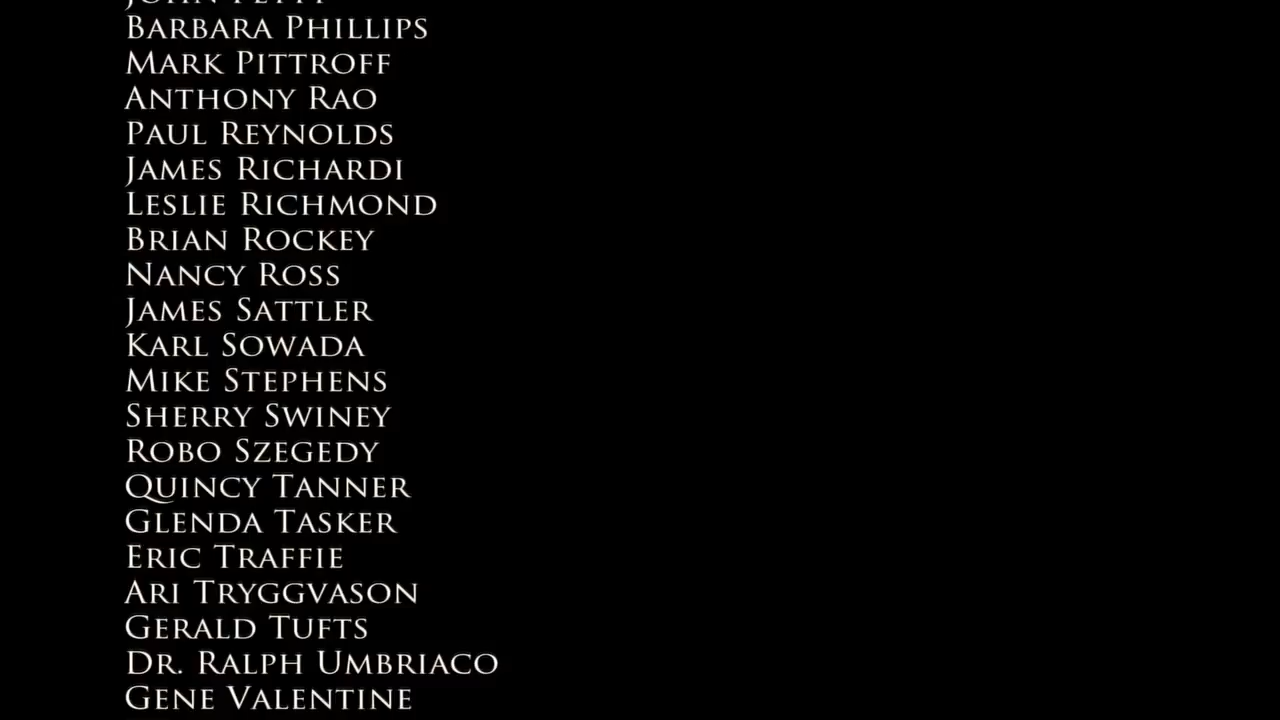 Barbara Phillips
Mark Pittroff
Anthony Rao
Paul Reynolds
James Richardi
Leslie Richmond
Brian Rockey
Nancy Ross
James Sattler
Karl Sowada
Mike Stephens
Sherry Swiney
Robo Szegedy
Quincy Tanner
Glenda Tasker
Eric Traffie
Ari Tryggvason
Gerald Tufts
Dr. Ralph Umbriaco
Gene Valentine